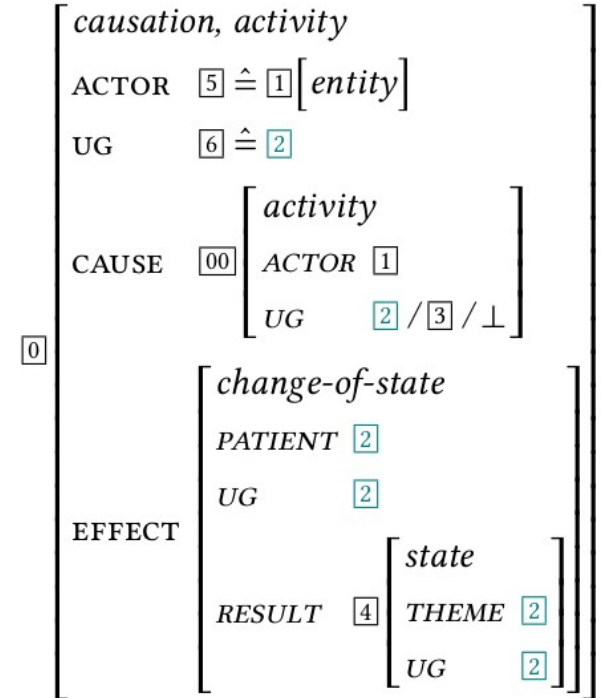 causation, activity
ACTOR 5 ≙ 1 [entity]
UG 6 ≙ 2
activity
CAUSE 00 ACTOR 1
UG 2 / 3 / ⊥
0
change-of-state
PATIENT 2
UG 2
EFFECT
state
RESULT 4 THEME 2
UG 2